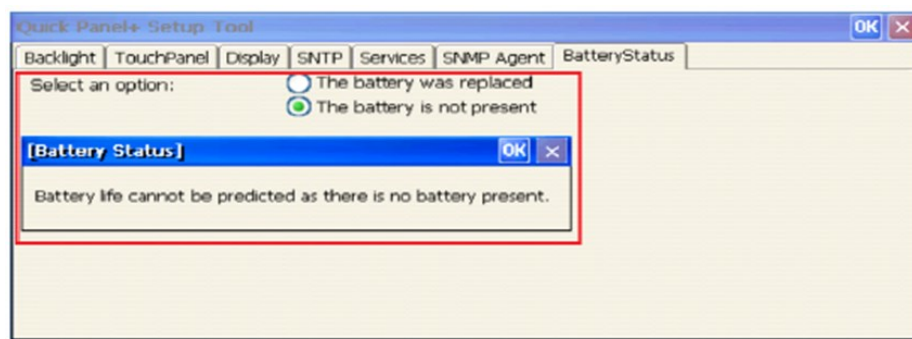 Quick Panel+ Setup Tool OK
Backlight TouchPanel Display SNTP Services SNMP Agent BatteryStatus
Select an option: The battery was replaced
The battery is not present
[Battery Status] OK
Battery life cannot be predicted as there is no battery present.